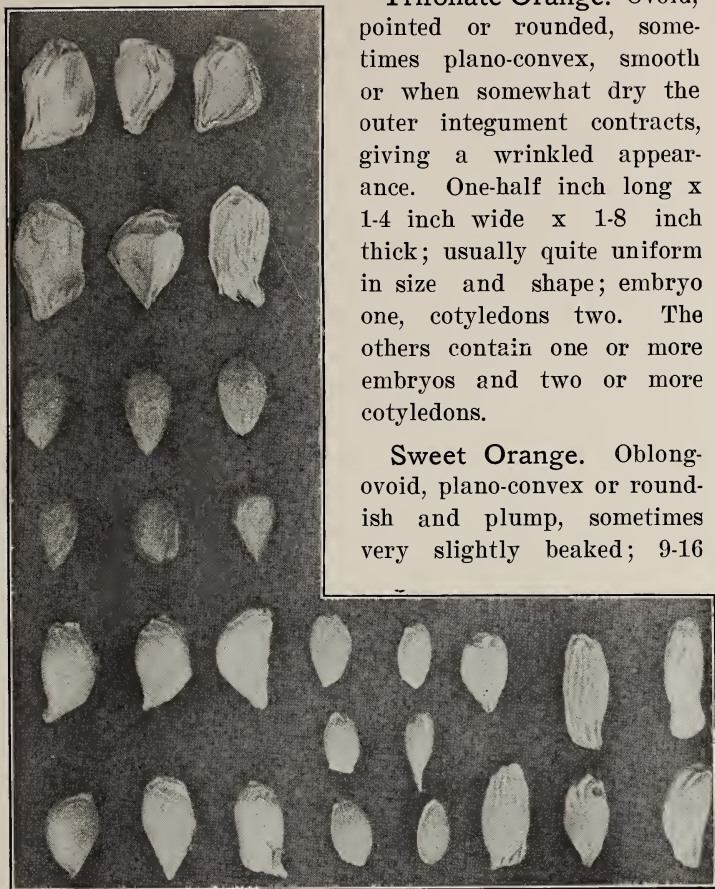 Trifoliate Orange. Ovoid,
pointed or rounded, some-
times plano-convex, smooth
or when somewhat dry the
outer integument contracts,
giving a wrinkled appear-
ance. One-half inch long x
1-4 inch wide x 1-8 inch
thick; usually quite uniform
in size and shape; embryo
one, cotyledons two. The
others contain one or more
embryos and two or more
cotyledons.
Sweet Orange. Oblong-
ovoid, plano-convex or round-
ish and plump, sometimes
very slightly beaked; 9-16